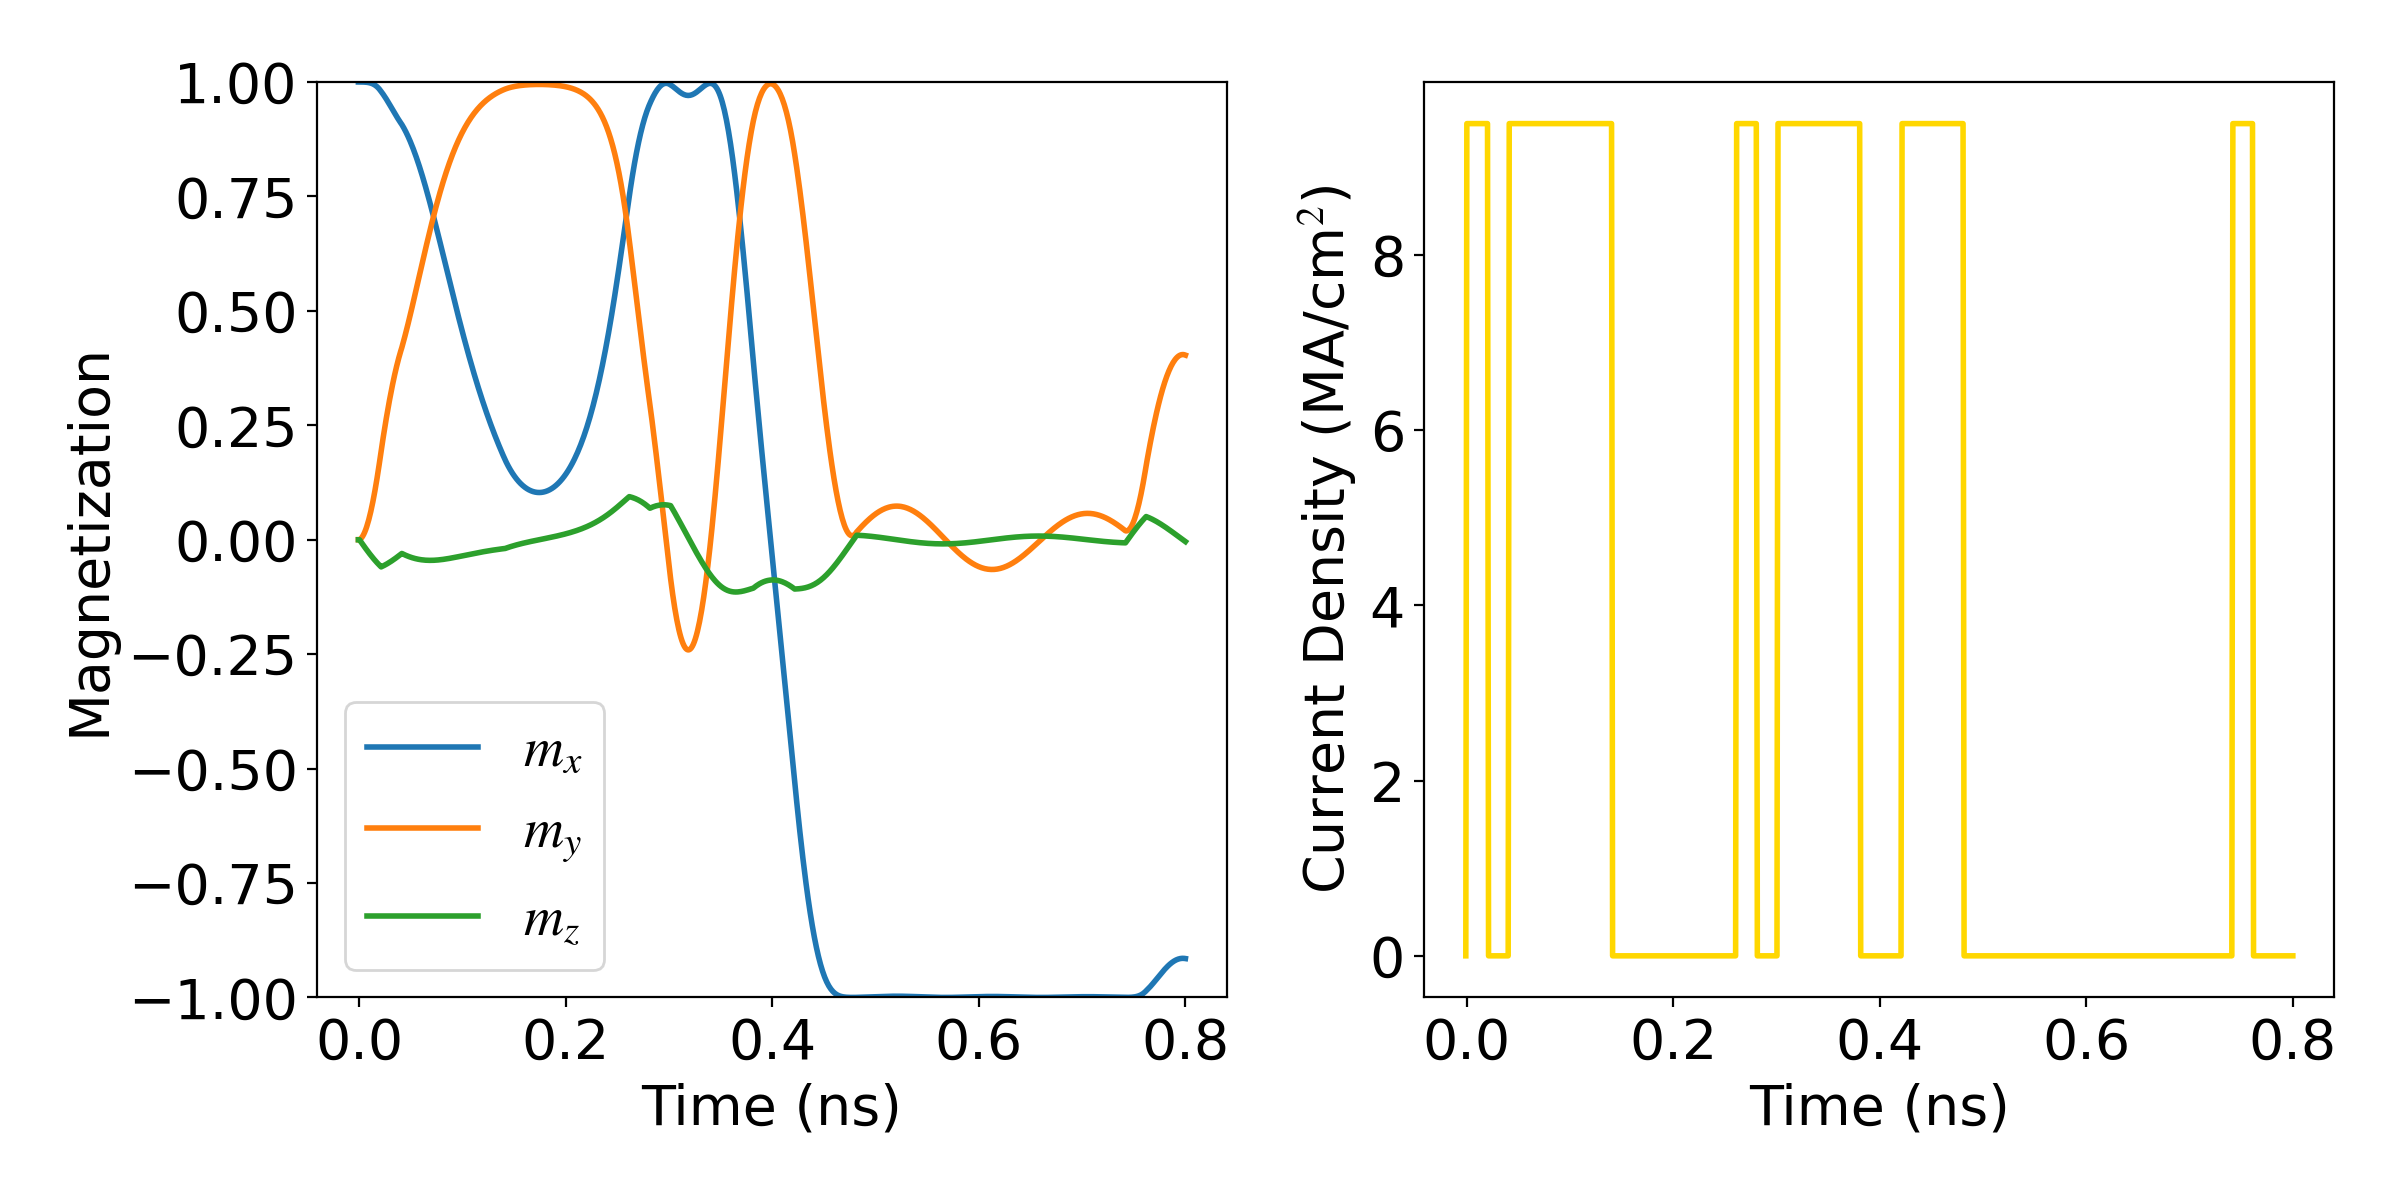 Magnetization
1.00
0.75
0.50
0.25
0.00
−0.25
−0.50
−0.75
−1.00
m_x
m_y
m_z
0.0 0.2 0.4 0.6 0.8
Time (ns)
Current Density (MA/cm²)
8
6
4
2
0
0.0 0.2 0.4 0.6 0.8
Time (ns)